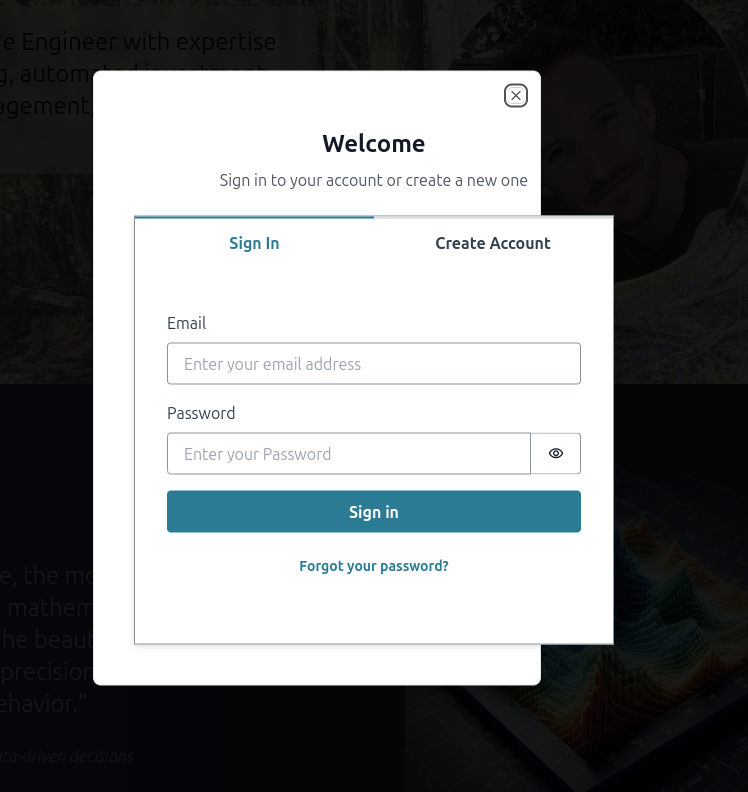 re Engineer with expertise
g, automated investment
agement,
Welcome
Sign in to your account or create a new one
Sign In
Create Account
Email
Enter your email address
Password
Enter your Password
Sign in
Forgot your password?
e, the mo
mathem
he beaut
precision
ehavior."
ata-driven decisions